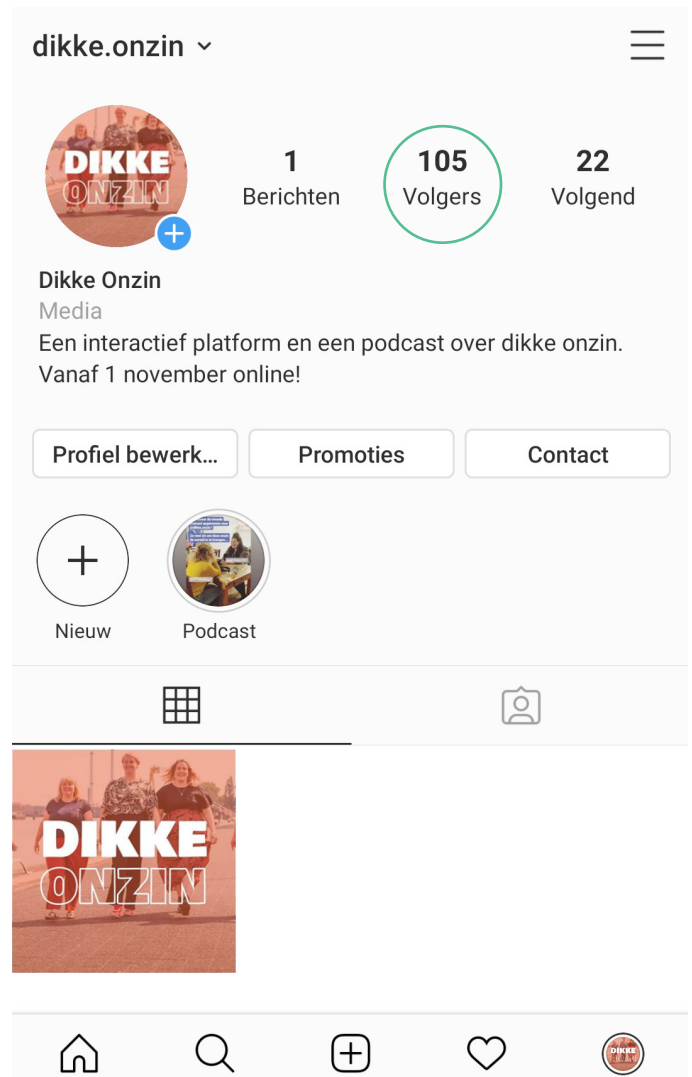 dikke.onzin
DIKKE
ONZIN
1
Berichten
105
Volgers
22
Volgend
Dikke Onzin
Media
Een interactief platform en een podcast over dikke onzin.
Vanaf 1 november online!
Profiel bewerk...
Promoties
Contact
Nieuw
Podcast
DIKKE
ONZIN
DIKKE